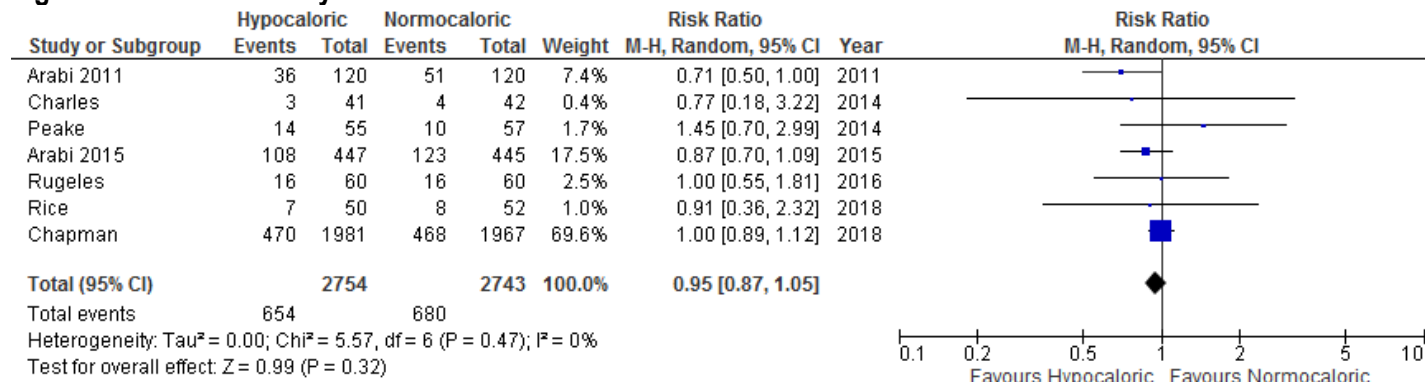 Hypocaloric Normocaloric Risk Ratio Risk Ratio
Study or Subgroup Events Total Events Total Weight M-H, Random, 95% CI Year M-H, Random, 95% CI
Arabi 2011 36 120 51 120 7.4% 0.71 [0.50, 1.00] 2011
Charles 3 41 4 42 0.4% 0.77 [0.18, 3.22] 2014
Peake 14 55 10 57 1.7% 1.45 [0.70, 2.99] 2014
Arabi 2015 108 447 123 445 17.5% 0.87 [0.70, 1.09] 2015
Rugeles 16 60 16 60 2.5% 1.00 [0.55, 1.81] 2016
Rice 7 50 8 52 1.0% 0.91 [0.36, 2.32] 2018
Chapman 470 1981 468 1967 69.6% 1.00 [0.89, 1.12] 2018
Total (95% CI) 2754 2743 100.0% 0.95 [0.87, 1.05]
Total events 654 680
Heterogeneity: Tau² = 0.00; Chi² = 5.57, df = 6 (P = 0.47); I² = 0%
Test for overall effect: Z = 0.99 (P = 0.32)
0.1 0.2 0.5 1 2 5 10
Favours Hypocaloric Favours Normocaloric